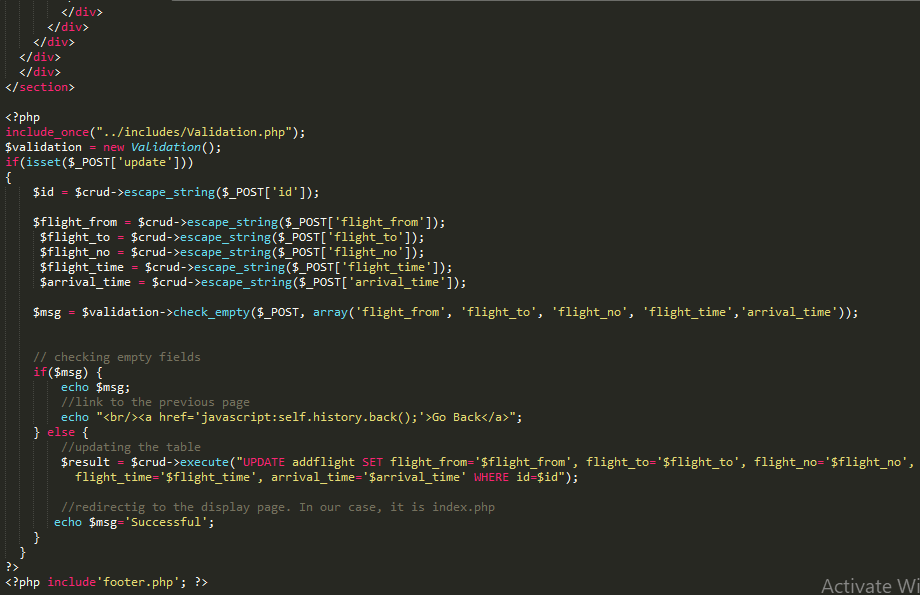 </div>
</div>
</div>
</div>
</div>
</section>
<?php
include_once("../includes/Validation.php");
$validation = new Validation();
if(isset($_POST['update']))
{
$id = $crud->escape_string($_POST['id']);
$flight_from = $crud->escape_string($_POST['flight_from']);
$flight_to = $crud->escape_string($_POST['flight_to']);
$flight_no = $crud->escape_string($_POST['flight_no']);
$flight_time = $crud->escape_string($_POST['flight_time']);
$arrival_time = $crud->escape_string($_POST['arrival_time']);
$msg = $validation->check_empty($_POST, array('flight_from', 'flight_to', 'flight_no', 'flight_time','arrival_time'));
// checking empty fields
if($msg) {
echo $msg;
//link to the previous page
echo "<br/><a href='javascript:self.history.back();'>Go Back</a>";
} else {
//updating the table
$result = $crud->execute("UPDATE addflight SET flight_from='$flight_from', flight_to='$flight_to', flight_no='$flight_no',
flight_time='$flight_time', arrival_time='$arrival_time' WHERE id=$id");
//redirectig to the display page. In our case, it is index.php
echo $msg='Successful';
}
}
?>
<?php include'footer.php'; ?>
Activate Wi